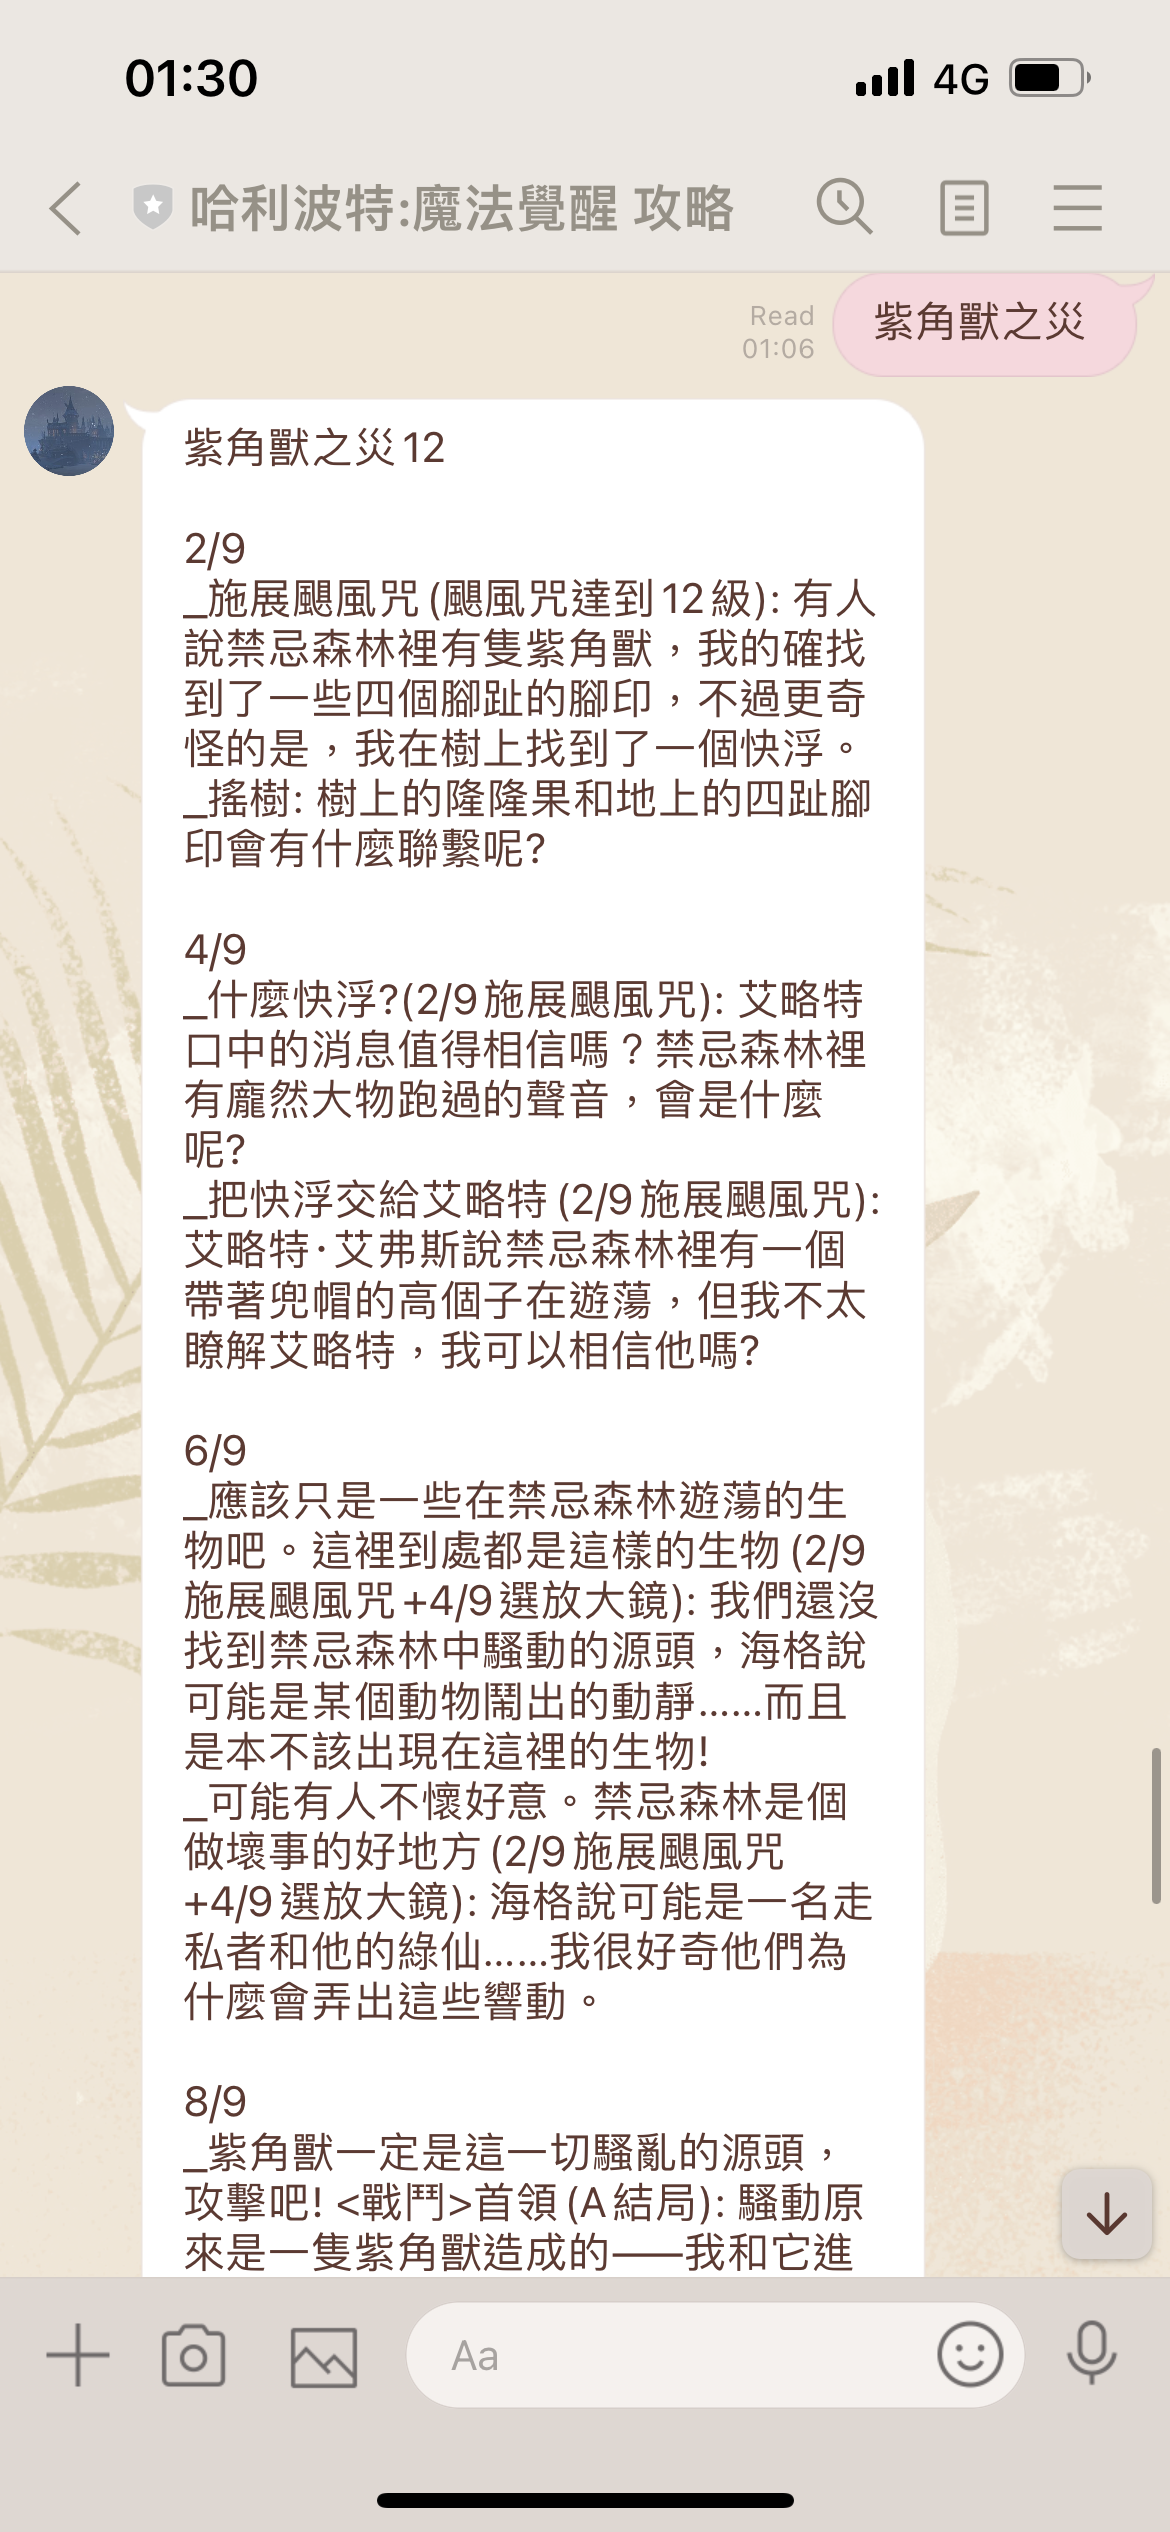 01:30
4G
哈利波特:魔法覺醒 攻略
紫角獸之災
Read
01:06
紫角獸之災12
2/9
_施展颶風咒(颶風咒達到12級): 有人
說禁忌森林裡有隻紫角獸，我的確找
到了一些四個腳趾的腳印，不過更奇
怪的是，我在樹上找到了一個快浮。
_搖樹: 樹上的隆隆果和地上的四趾腳
印會有什麼聯繫呢?
4/9
_什麼快浮?(2/9施展颶風咒): 艾略特
口中的消息值得相信嗎？禁忌森林裡
有龐然大物跑過的聲音，會是什麼
呢?
_把快浮交給艾略特(2/9施展颶風咒):
艾略特·艾弗斯說禁忌森林裡有一個
帶著兜帽的高個子在遊蕩，但我不太
瞭解艾略特，我可以相信他嗎?
6/9
_應該只是一些在禁忌森林遊蕩的生
物吧。這裡到處都是這樣的生物(2/9
施展颶風咒+4/9選放大鏡): 我們還沒
找到禁忌森林中騷動的源頭，海格說
可能是某個動物鬧出的動靜……而且
是本不該出現在這裡的生物!
_可能有人不懷好意。禁忌森林是個
做壞事的好地方(2/9施展颶風咒
+4/9選放大鏡): 海格說可能是一名走
私者和他的綠仙……我很好奇他們為
什麼會弄出這些響動。
8/9
_紫角獸一定是這一切騷亂的源頭，
攻擊吧! <戰鬥>首領(A結局): 騷動原
來是一隻紫角獸造成的——我和它進
Aa